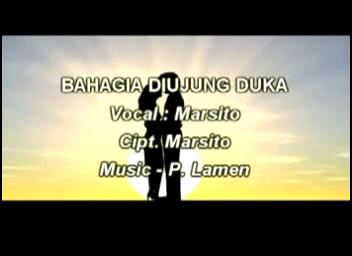 BAHAGIA DIUJUNG DUKA
Vocal : Marsito
Cipt. Marsito
Music - P. Lamen